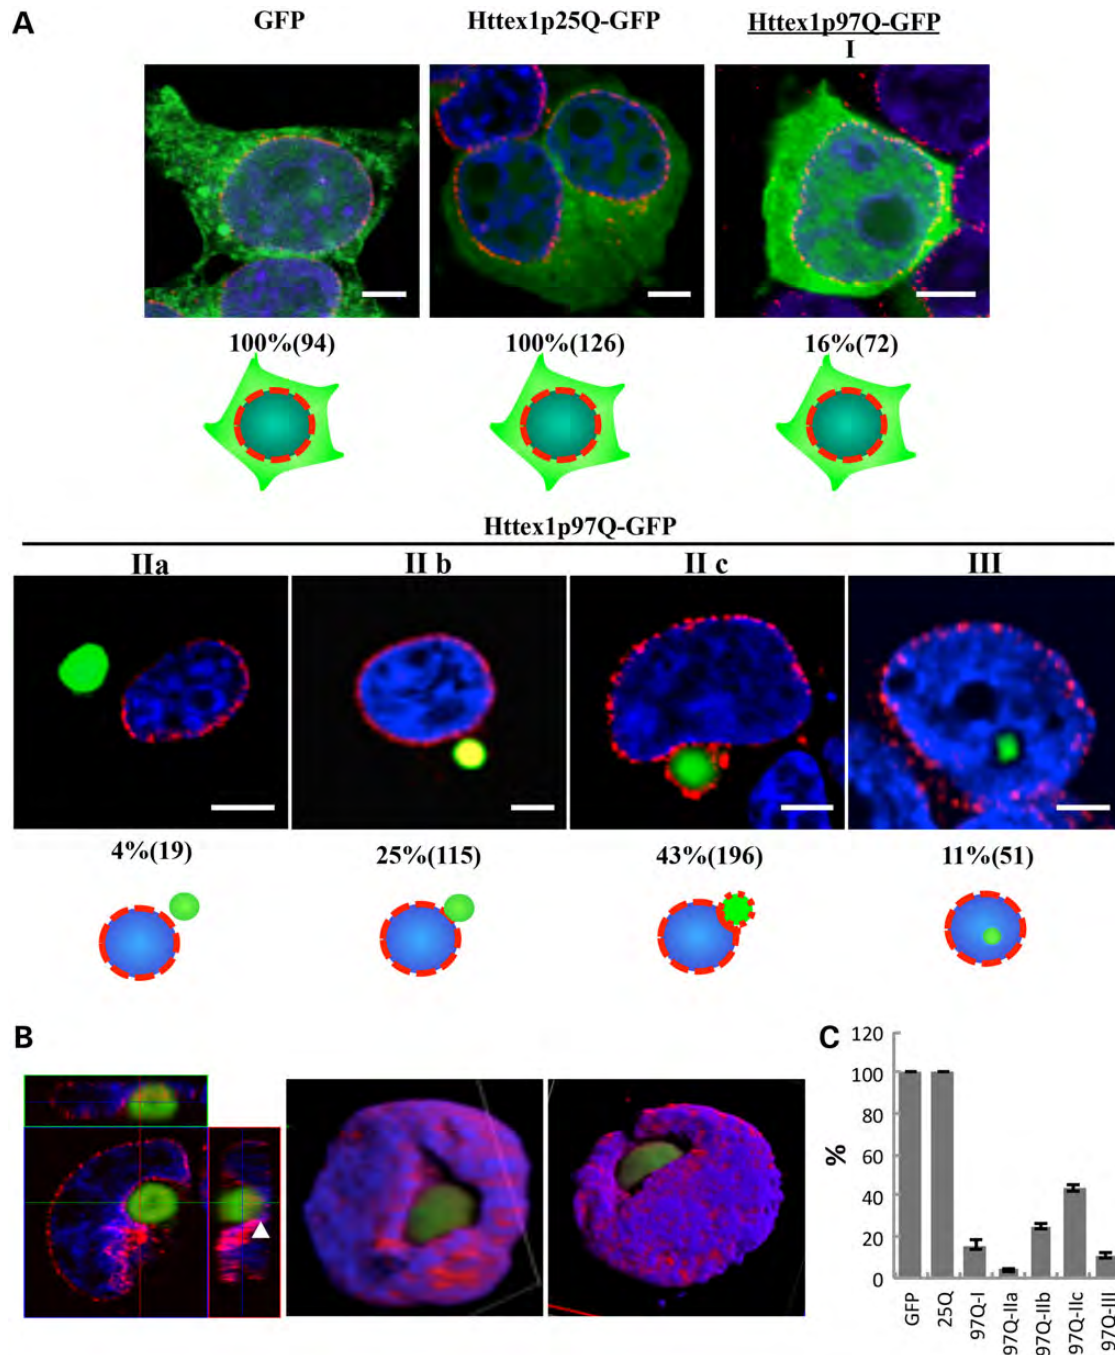 A
GFP
Httex1p25Q-GFP
Httex1p97Q-GFP
I
100%(94)
100%(126)
16%(72)
Httex1p97Q-GFP
IIa
II b
II c
III
4%(19)
25%(115)
43%(196)
11%(51)
B
C
120
100
80
60
40
20
0
%
GFP
25Q
97Q-I
97Q-IIa
97Q-IIb
97Q-IIc
97Q-III